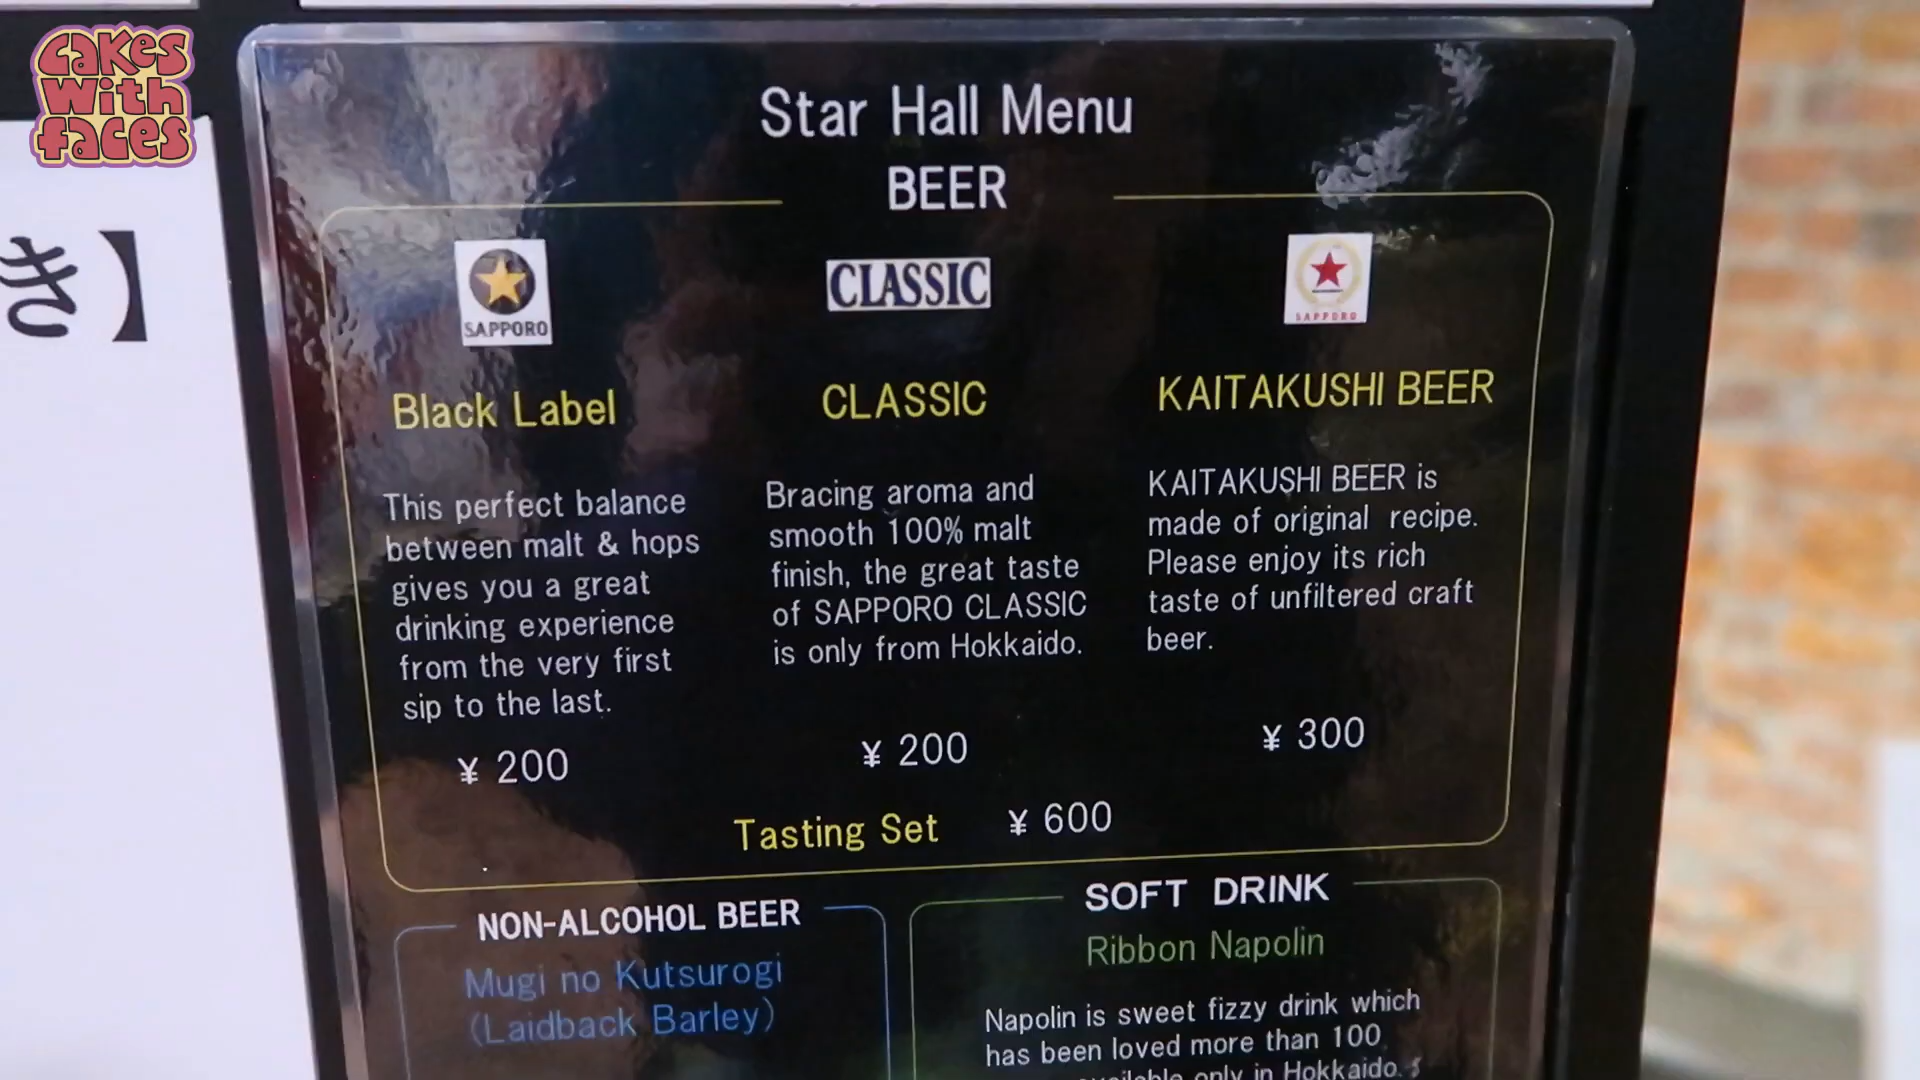 Cakes
With
faces
き】
Star Hall Menu
BEER
SAPPORO
CLASSIC
SAPPORO
Black Label
CLASSIC
KAITAKUSHI BEER
This perfect balance
between malt & hops
gives you a great
drinking experience
from the very first
sip to the last.
¥ 200
Bracing aroma and
smooth 100% malt
finish, the great taste
of SAPPORO CLASSIC
is only from Hokkaido.
¥ 200
KAITAKUSHI BEER is
made of original recipe.
Please enjoy its rich
taste of unfiltered craft
beer.
¥ 300
Tasting Set ¥ 600
NON-ALCOHOL BEER
Mugi no Kutsurogi
(Laidback Barley)
SOFT DRINK
Ribbon Napolin
Napolin is sweet fizzy drink which
has been loved more than 100
only in Hokkaido.